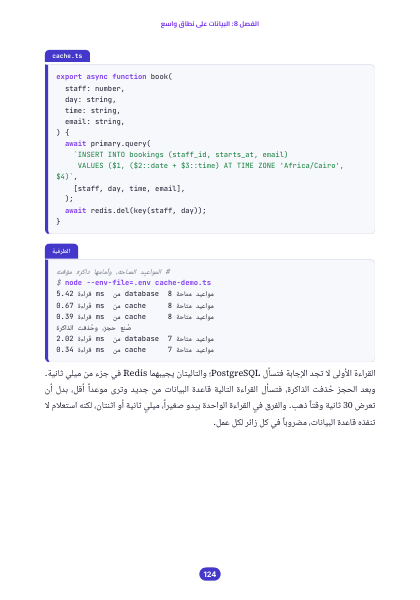 الفصل 8: البيانات على نطاق واسع
cache.ts
export async function book(
  staff: number,
  day: string,
  time: string,
  email: string,
) {
  await primary.query(
    `INSERT INTO bookings (staff_id, starts_at, email)
     VALUES ($1, ($2::date + $3::time) AT TIME ZONE 'Africa/Cairo',
$4)`,
    [staff, day, time, email],
  );
  await redis.del(key(staff, day));
}
الطرفية
# المواعيد المتاحة، وأمامها ذاكرة مؤقتة
$ node --env-file=.env cache-demo.ts
5.42 ms قراءة من database 8 مواعيد متاحة
0.67 ms قراءة من cache 8 مواعيد متاحة
0.39 ms قراءة من cache 8 مواعيد متاحة
صُنع حجز، وحُذفت الذاكرة
2.02 ms قراءة من database 7 مواعيد متاحة
0.34 ms قراءة من cache 7 مواعيد متاحة
القراءة الأولى لا تجد الإجابة فتسأل PostgreSQL؛ والتاليتان يجيبهما Redis في جزء من ميلي ثانية.
وبعد الحجز حُذفت الذاكرة، فتسأل القراءة التالية قاعدة البيانات من جديد وترى موعداً أقل، بدل أن
تعرض 30 ثانية وقتاً ذهب. والفرق في القراءة الواحدة يبدو صغيراً، ميلي ثانية أو اثنتان، لكنه استعلام لا
تنفذه قاعدة البيانات، مضروباً في كل زائر لكل عمل.
124